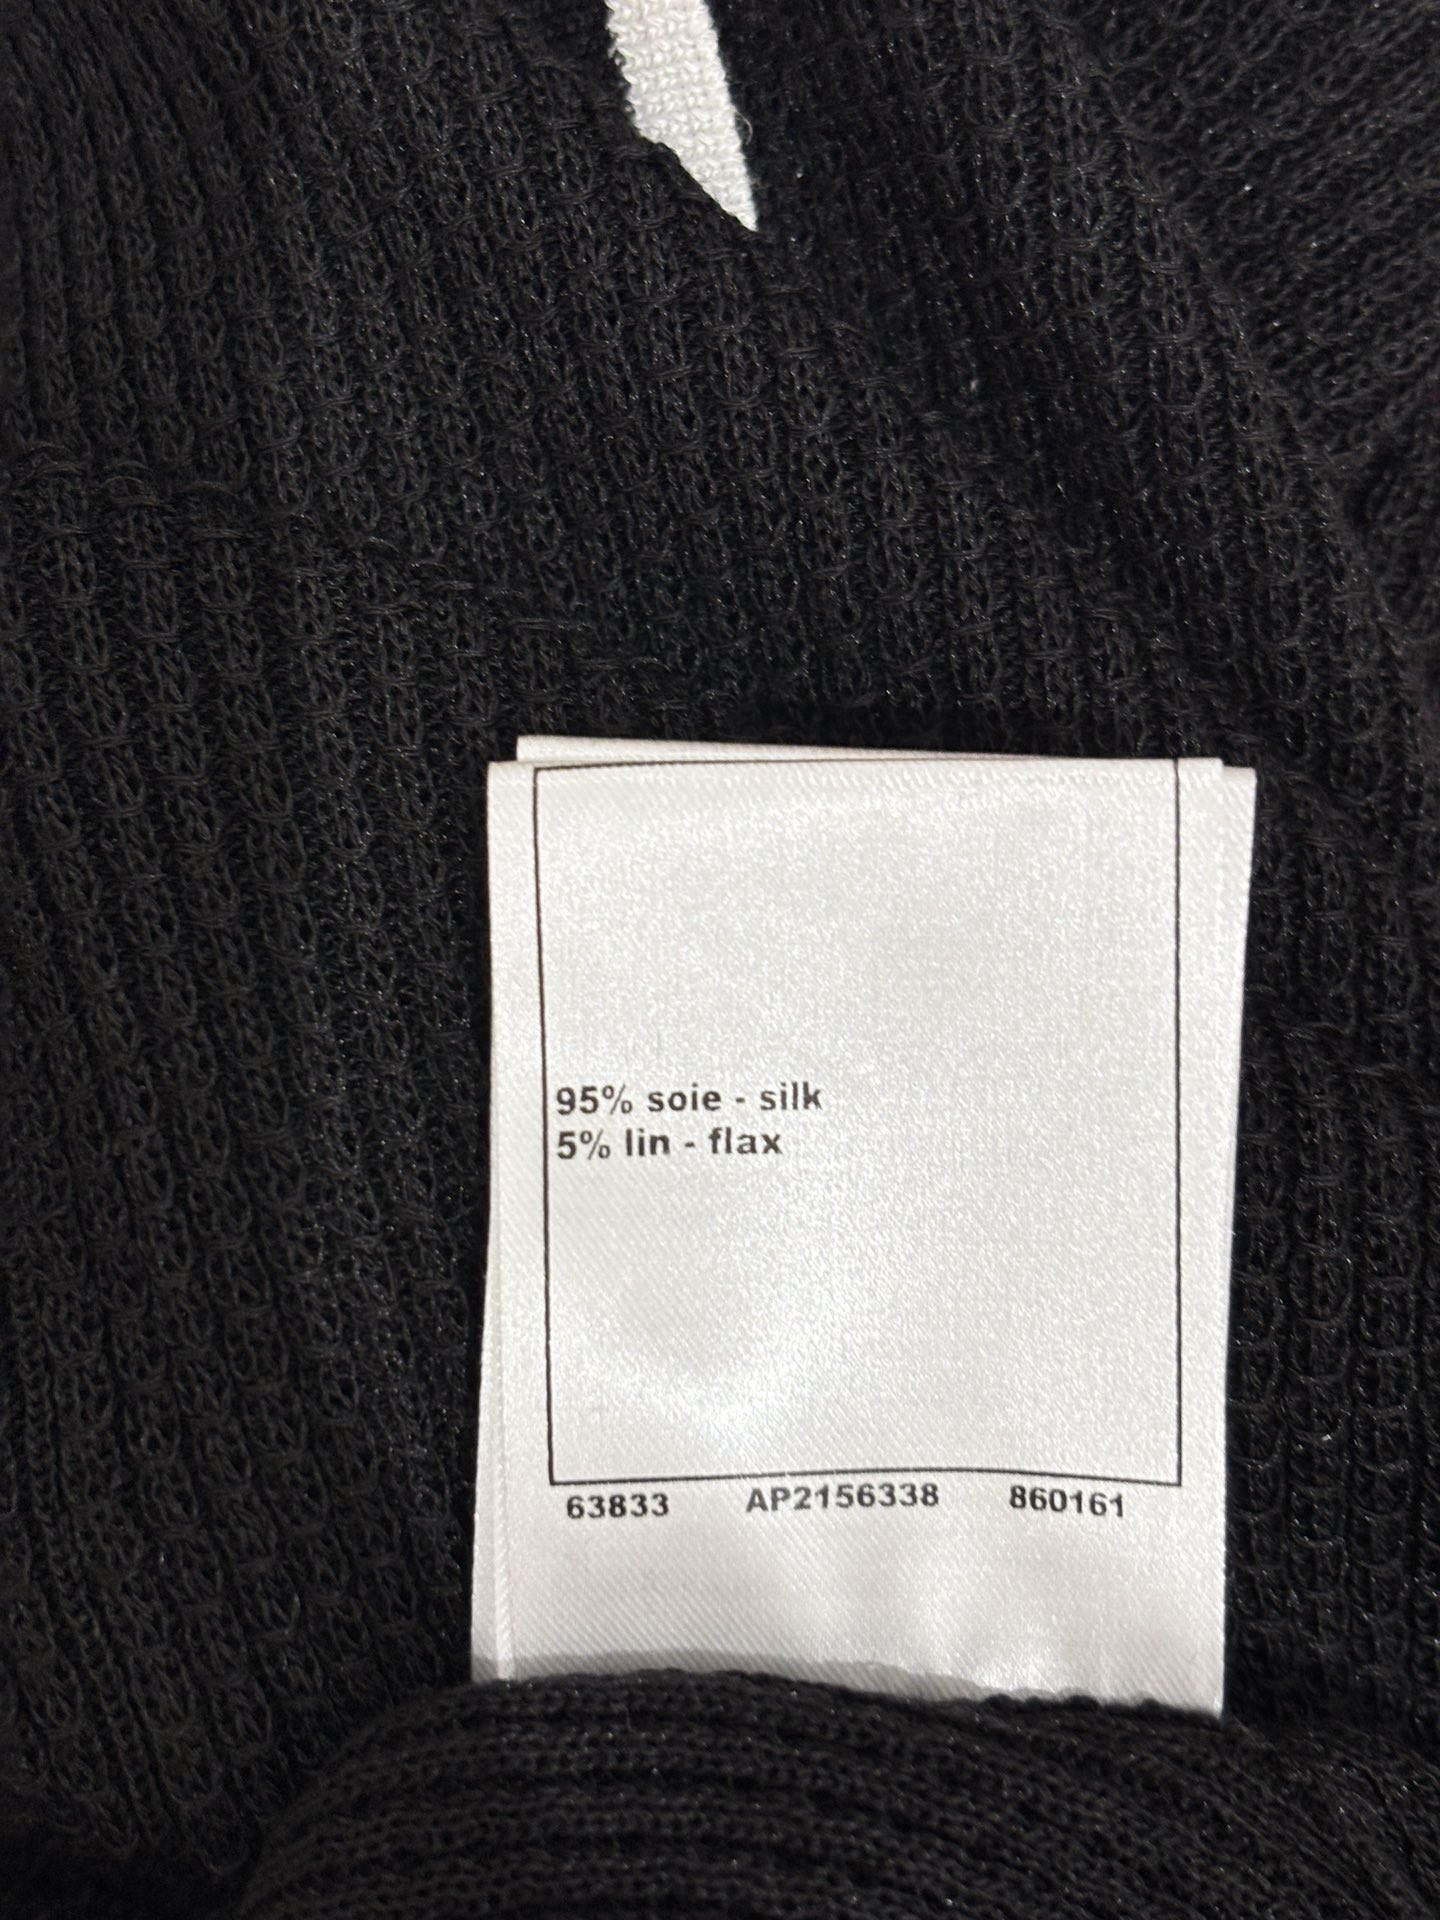 95% soie - silk
5% lin - flax
63833 AP2156338 860161